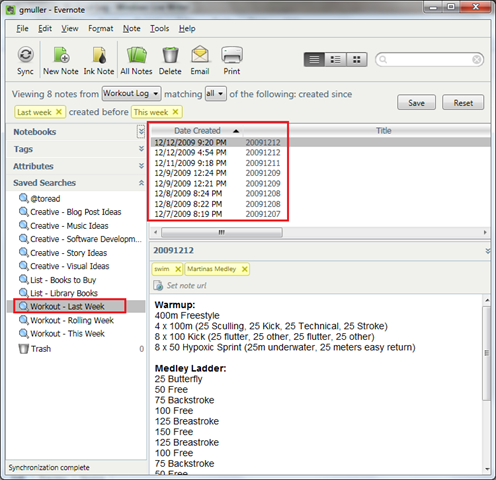 gmuller - Evernote
File Edit View Format Note Tools Help
Sync New Note Ink Note All Notes Delete Email Print
Viewing 8 notes from Workout Log matching all of the following: created since
Last week × created before This week ×
Save Reset
Notebooks
Tags
Attributes
Saved Searches
@toread
Creative - Blog Post Ideas
Creative - Music Ideas
Creative - Software Developm...
Creative - Story Ideas
Creative - Visual Ideas
List - Books to Buy
List - Library Books
Workout - Last Week
Workout - Rolling Week
Workout - This Week
Trash 0
Synchronization complete
Date Created Title
12/12/2009 9:20 PM 20091212
12/12/2009 4:54 PM 20091212
12/11/2009 9:18 PM 20091211
12/9/2009 12:24 PM 20091209
12/9/2009 12:21 PM 20091209
12/8/2009 8:24 PM 20091208
12/8/2009 8:22 PM 20091208
12/7/2009 8:19 PM 20091207
20091212
swim × Martinas Medley ×
Set note url
Warmup:
400m Freestyle
4 x 100m (25 Sculling, 25 Kick, 25 Technical, 25 Stroke)
8 x 100 Kick (25 flutter, 25 other, 25 flutter, 25 other)
8 x 50 Hypoxic Sprint (25m underwater, 25 meters easy return)
Medley Ladder:
25 Butterfly
50 Free
75 Backstroke
100 Free
125 Breastroke
150 Free
125 Breastroke
100 Free
75 Backstroke
50 Free